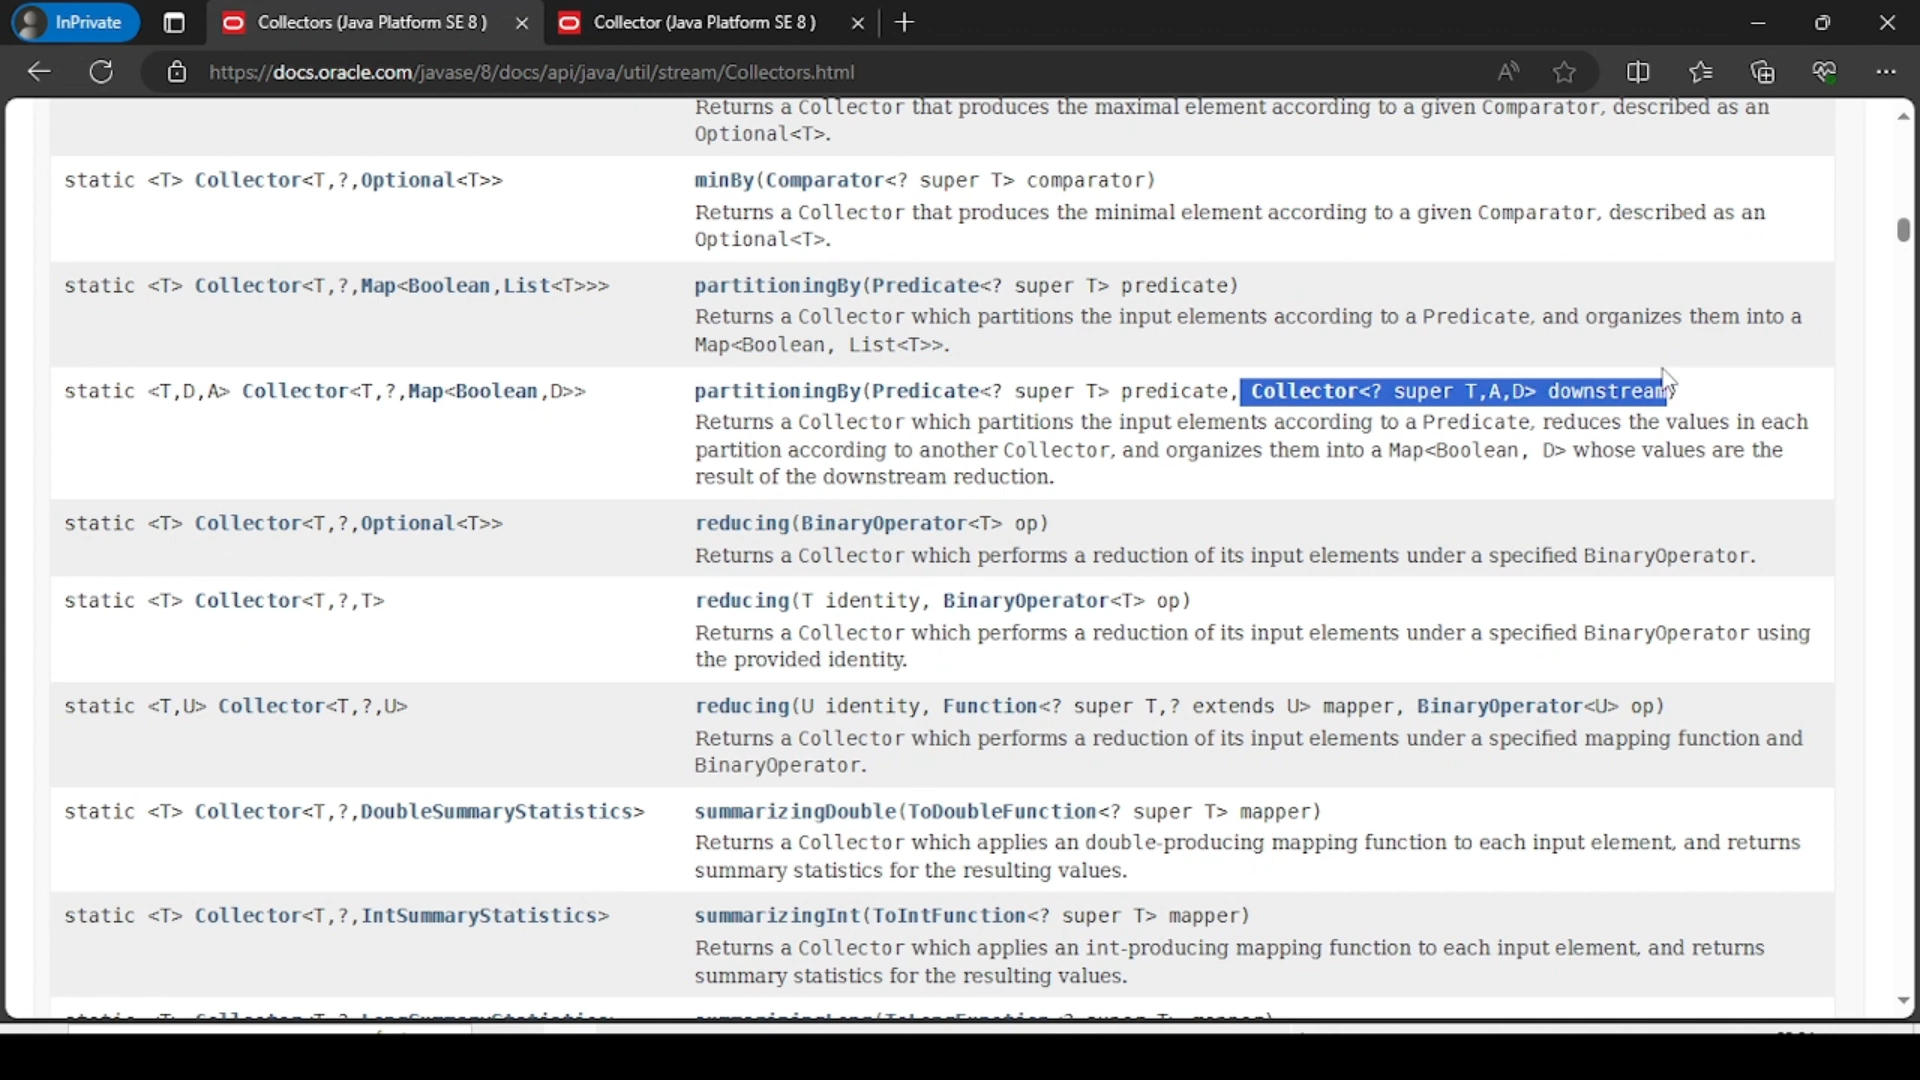 InPrivate
Collectors (Java Platform SE 8 )
Collector (Java Platform SE 8 )
https://docs.oracle.com/javase/8/docs/api/java/util/stream/Collectors.html
Returns a Collector that produces the maximal element according to a given Comparator, described as an
Optional<T>.
static <T> Collector<T,?,Optional<T>>
minBy(Comparator<? super T> comparator)
Returns a Collector that produces the minimal element according to a given Comparator, described as an
Optional<T>.
static <T> Collector<T,?,Map<Boolean,List<T>>>
partitioningBy(Predicate<? super T> predicate)
Returns a Collector which partitions the input elements according to a Predicate, and organizes them into a
Map<Boolean, List<T>>.
static <T,D,A> Collector<T,?,Map<Boolean,D>>
partitioningBy(Predicate<? super T> predicate, Collector<? super T,A,D> downstream)
Returns a Collector which partitions the input elements according to a Predicate, reduces the values in each
partition according to another Collector, and organizes them into a Map<Boolean, D> whose values are the
result of the downstream reduction.
static <T> Collector<T,?,Optional<T>>
reducing(BinaryOperator<T> op)
Returns a Collector which performs a reduction of its input elements under a specified BinaryOperator.
static <T> Collector<T,?,T>
reducing(T identity, BinaryOperator<T> op)
Returns a Collector which performs a reduction of its input elements under a specified BinaryOperator using
the provided identity.
static <T,U> Collector<T,?,U>
reducing(U identity, Function<? super T,? extends U> mapper, BinaryOperator<U> op)
Returns a Collector which performs a reduction of its input elements under a specified mapping function and
BinaryOperator.
static <T> Collector<T,?,DoubleSummaryStatistics>
summarizingDouble(ToDoubleFunction<? super T> mapper)
Returns a Collector which applies an double-producing mapping function to each input element, and returns
summary statistics for the resulting values.
static <T> Collector<T,?,IntSummaryStatistics>
summarizingInt(ToIntFunction<? super T> mapper)
Returns a Collector which applies an int-producing mapping function to each input element, and returns
summary statistics for the resulting values.